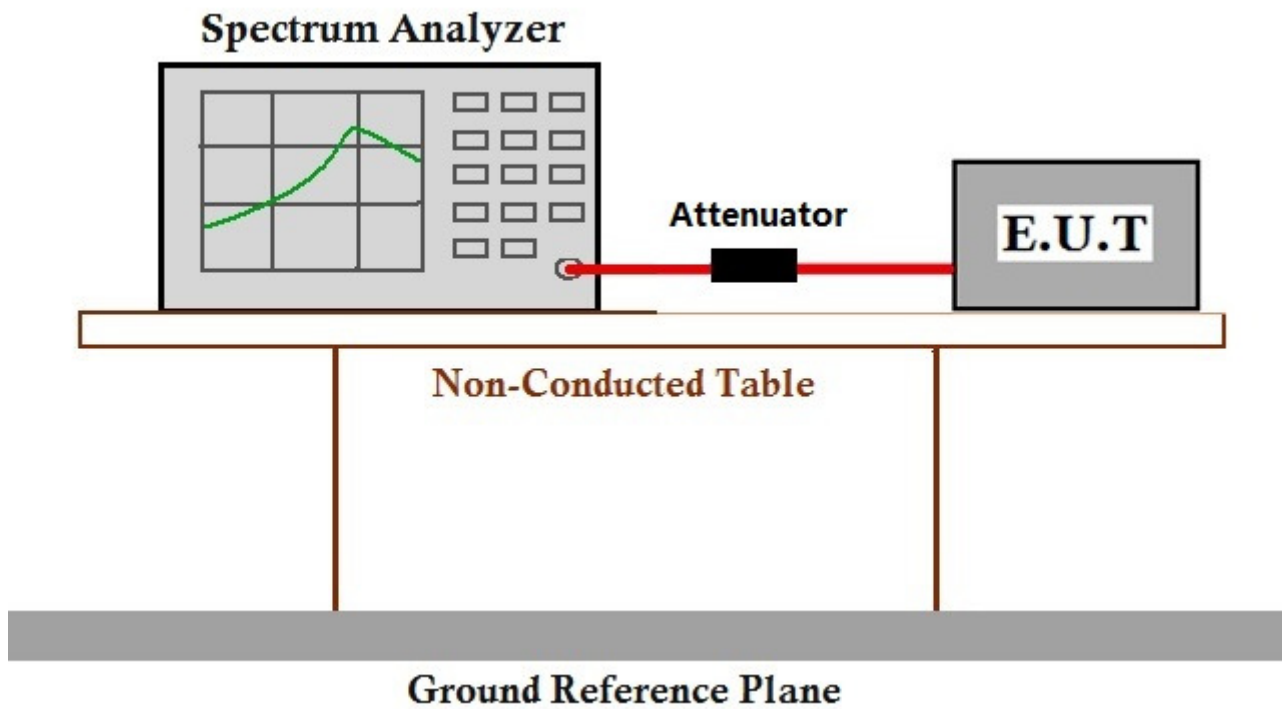 Spectrum Analyzer
Attenuator
E.U.T
Non-Conducted Table
Ground Reference Plane